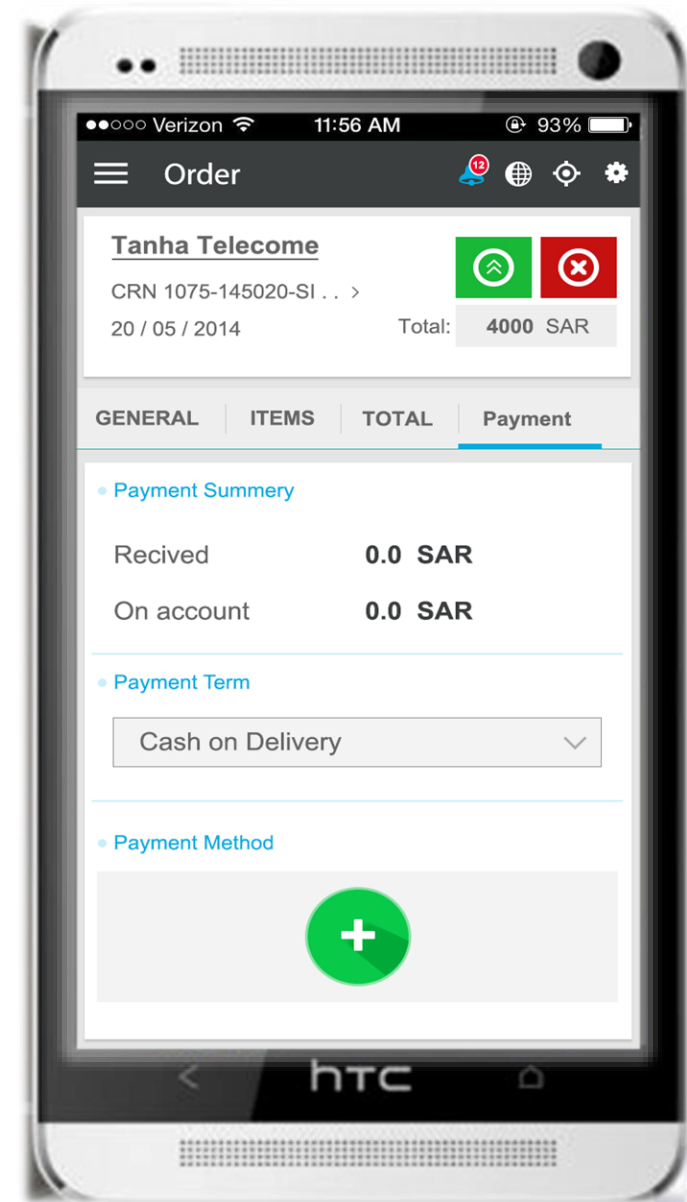 Verizon 11:56 AM 93%
Order 12
Tanha Telecome
CRN 1075-145020-SI . . >
20 / 05 / 2014 Total: 4000 SAR
GENERAL ITEMS TOTAL Payment
Payment Summery
Recived 0.0 SAR
On account 0.0 SAR
Payment Term
Cash on Delivery
Payment Method
hTC